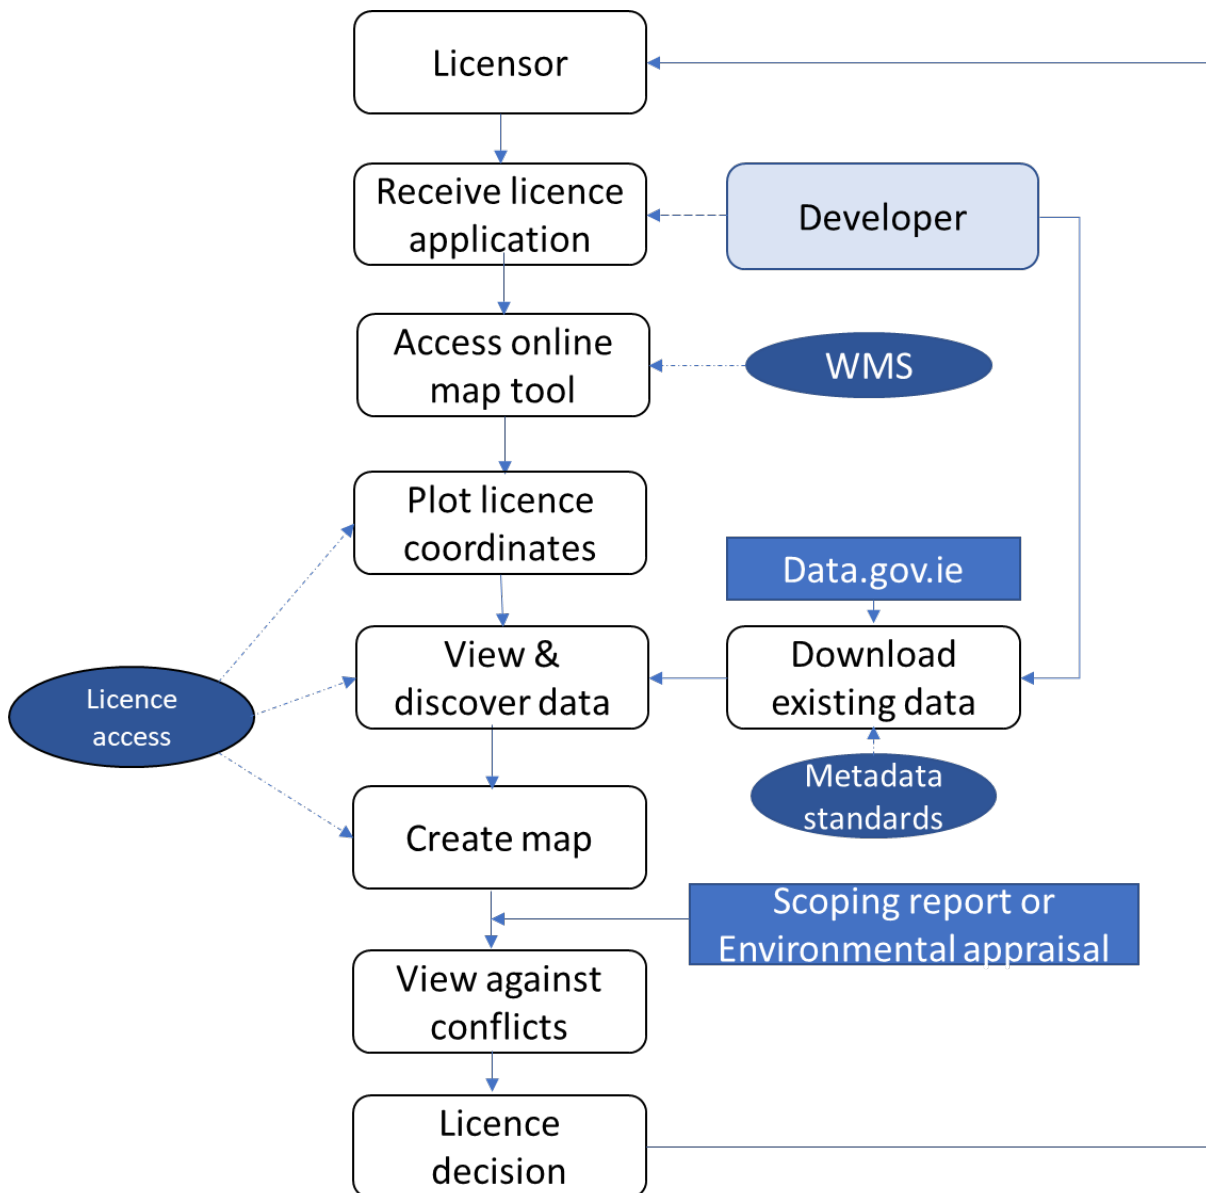 Licensor
Receive licence
application
Developer
Access online
map tool
WMS
Plot licence
coordinates
Data.gov.ie
View &
discover data
Download
existing data
Licence
access
Metadata
standards
Create map
Scoping report or
Environmental appraisal
View against
conflicts
Licence
decision